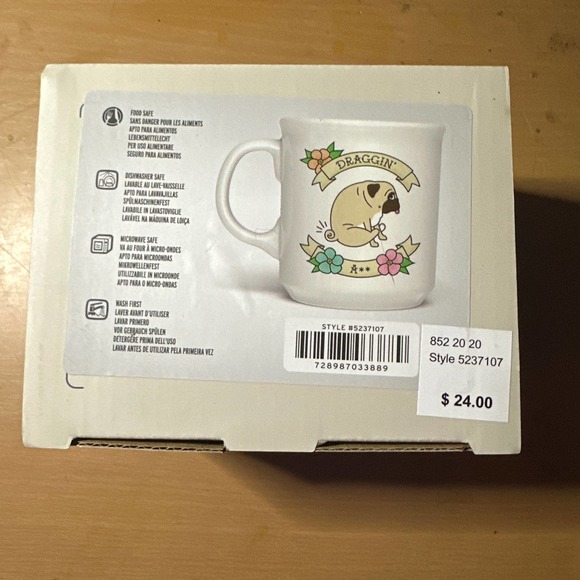 FOOD SAFE
SANS DANGER POUR LES ALIMENTS
APTO PARA ALIMENTOS
LEBENSMITTELECHT
PER USO ALIMENTARE
SEGURO PARA ALIMENTOS
DISHWASHER SAFE
LAVABLE AU LAVE-VAISSELLE
APTO PARA LAVAVAJILLAS
SPÜLMASCHINENFEST
LAVABILE IN LAVASTOVIGLIE
LAVÁVEL NA MÁQUINA DE LOIÇA
MICROWAVE SAFE
VA AU FOUR À MICRO-ONDES
APTO PARA MICROONDAS
MIKROWELLENFEST
UTILIZZABILE IN MICROONDE
APTO PARA O MICRO-ONDAS
WASH FIRST
LAVER AVANT D'UTILISER
LAVAR PRIMERO
VOR GEBRAUCH SPÜLEN
DETERGERE PRIMA DELL'USO
LAVAR ANTES DE UTILIZAR PELA PRIMEIRA VEZ
DRAGGIN'
A**
STYLE #5237107
728987033889
852 20 20
Style 5237107
$ 24.00